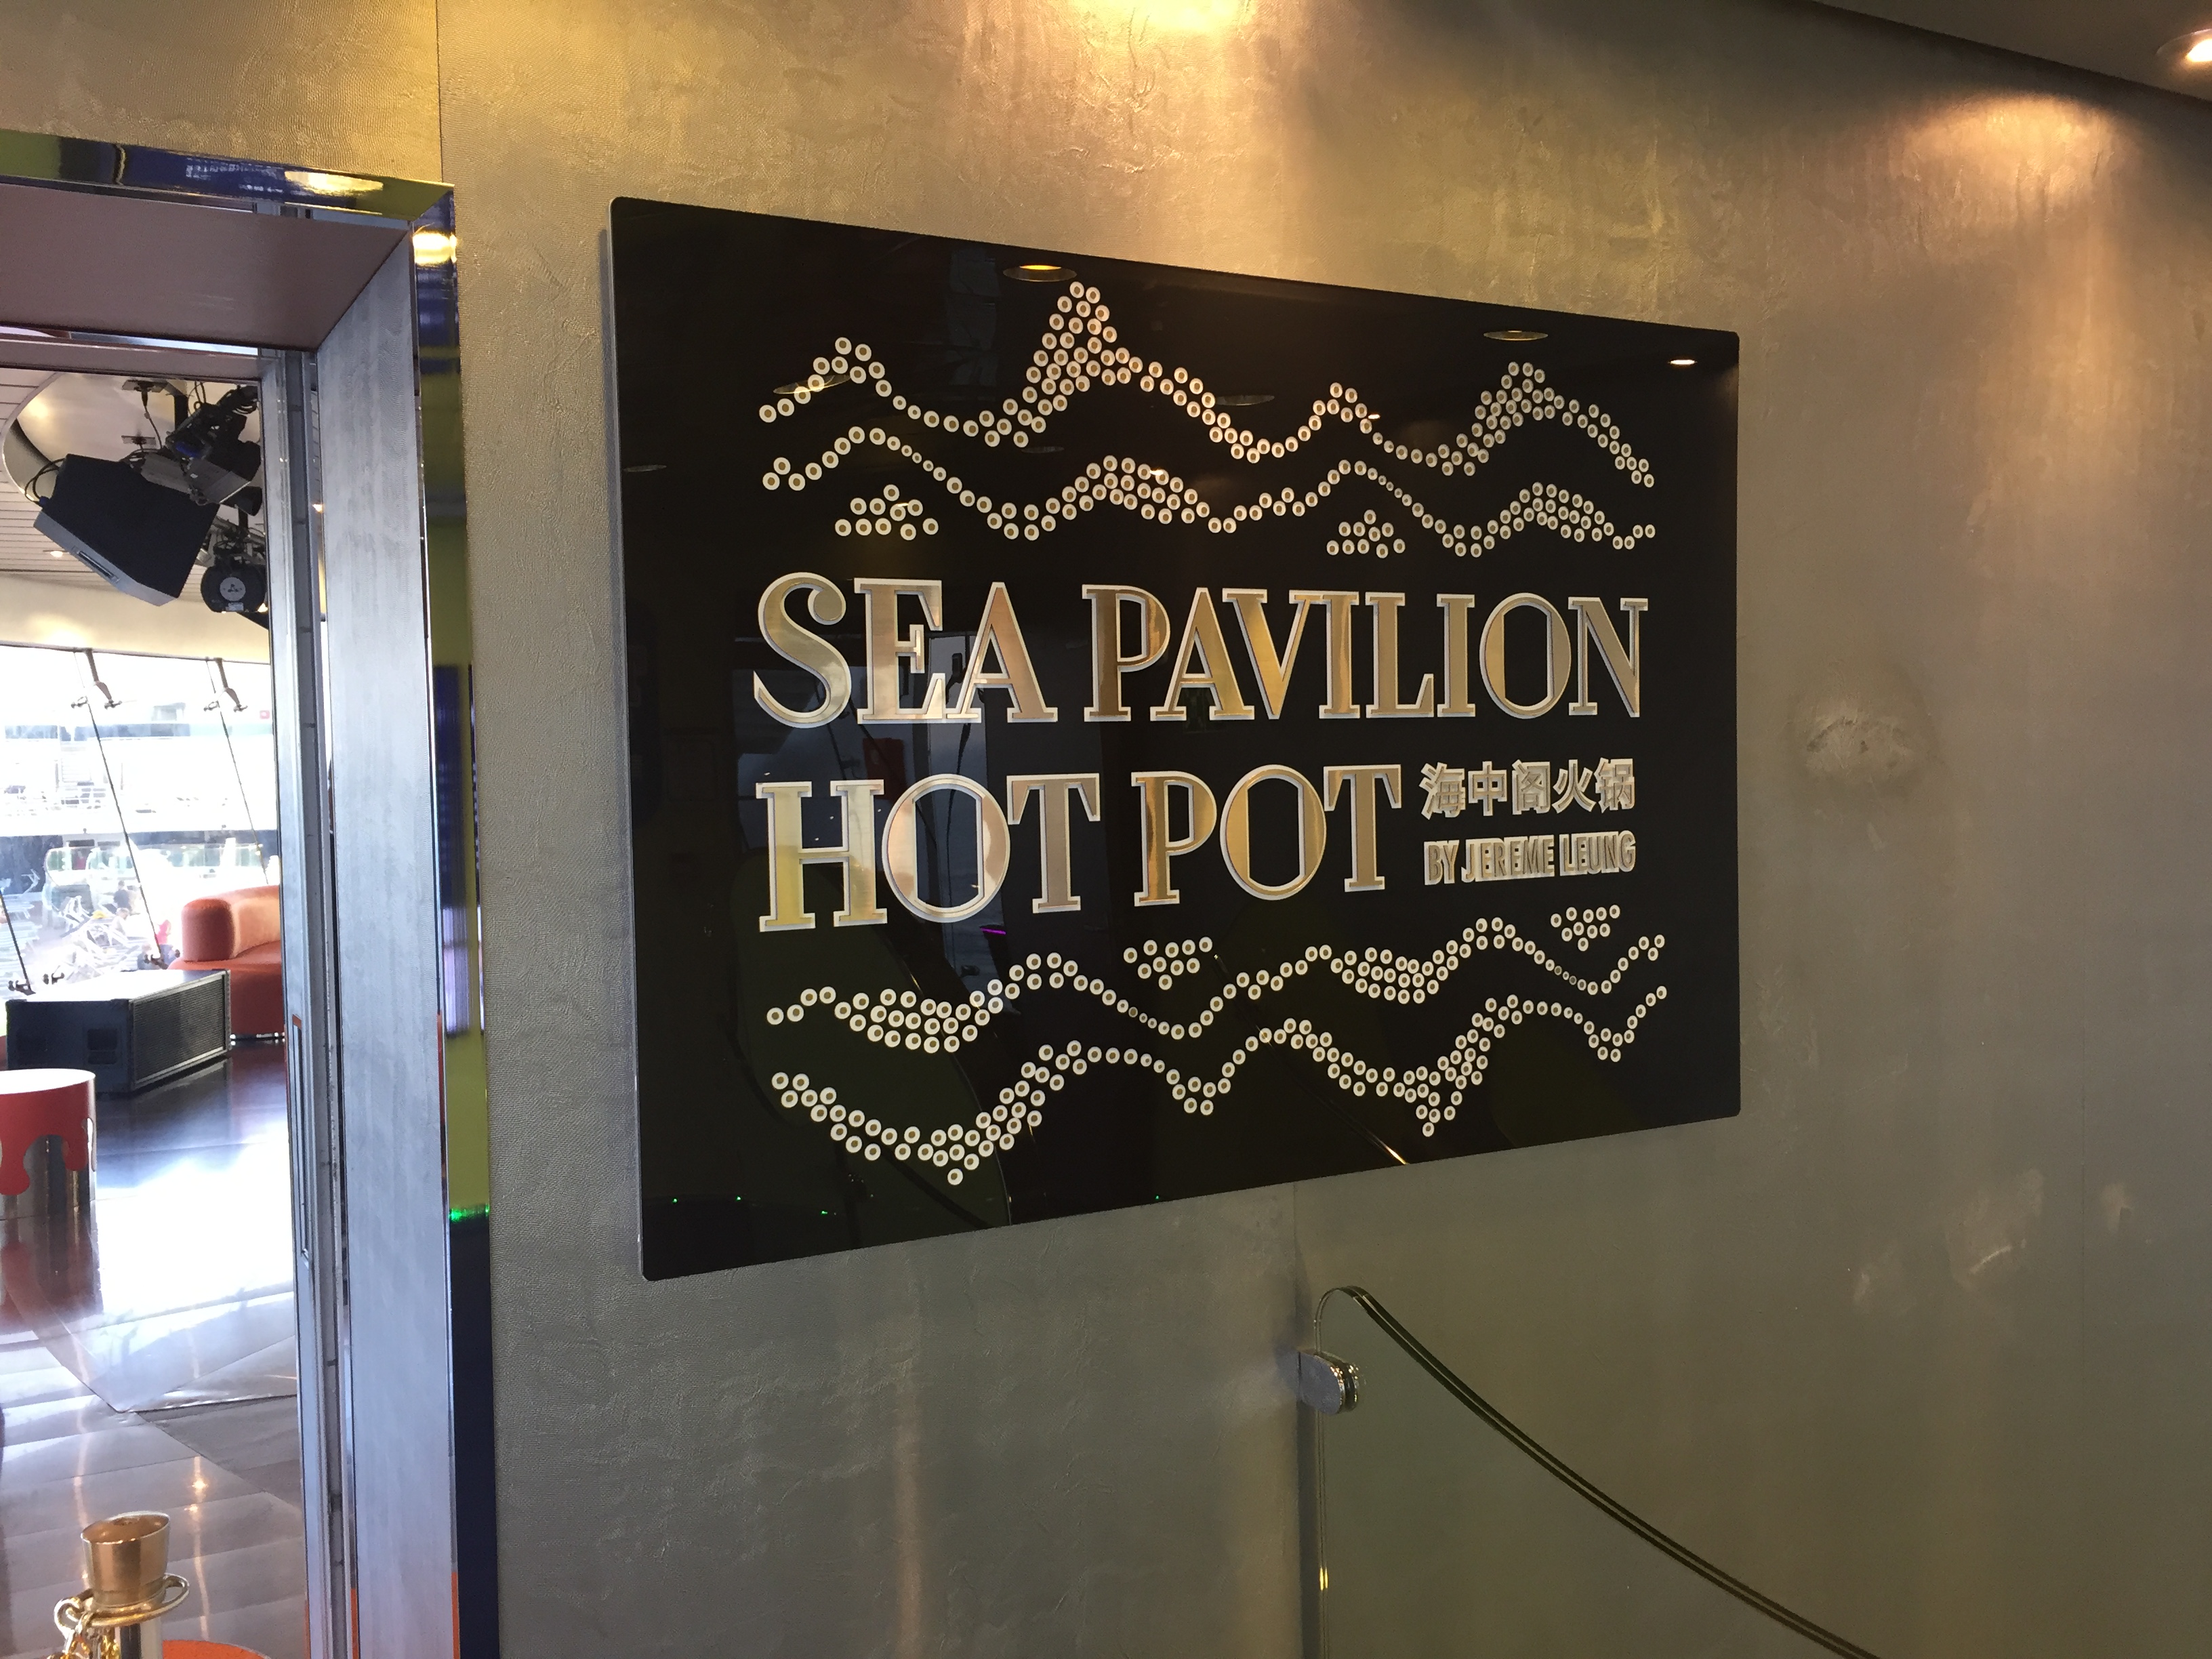 SEA PAVILION
HOT POT
海中阁火锅
BY JEREME LEUNG